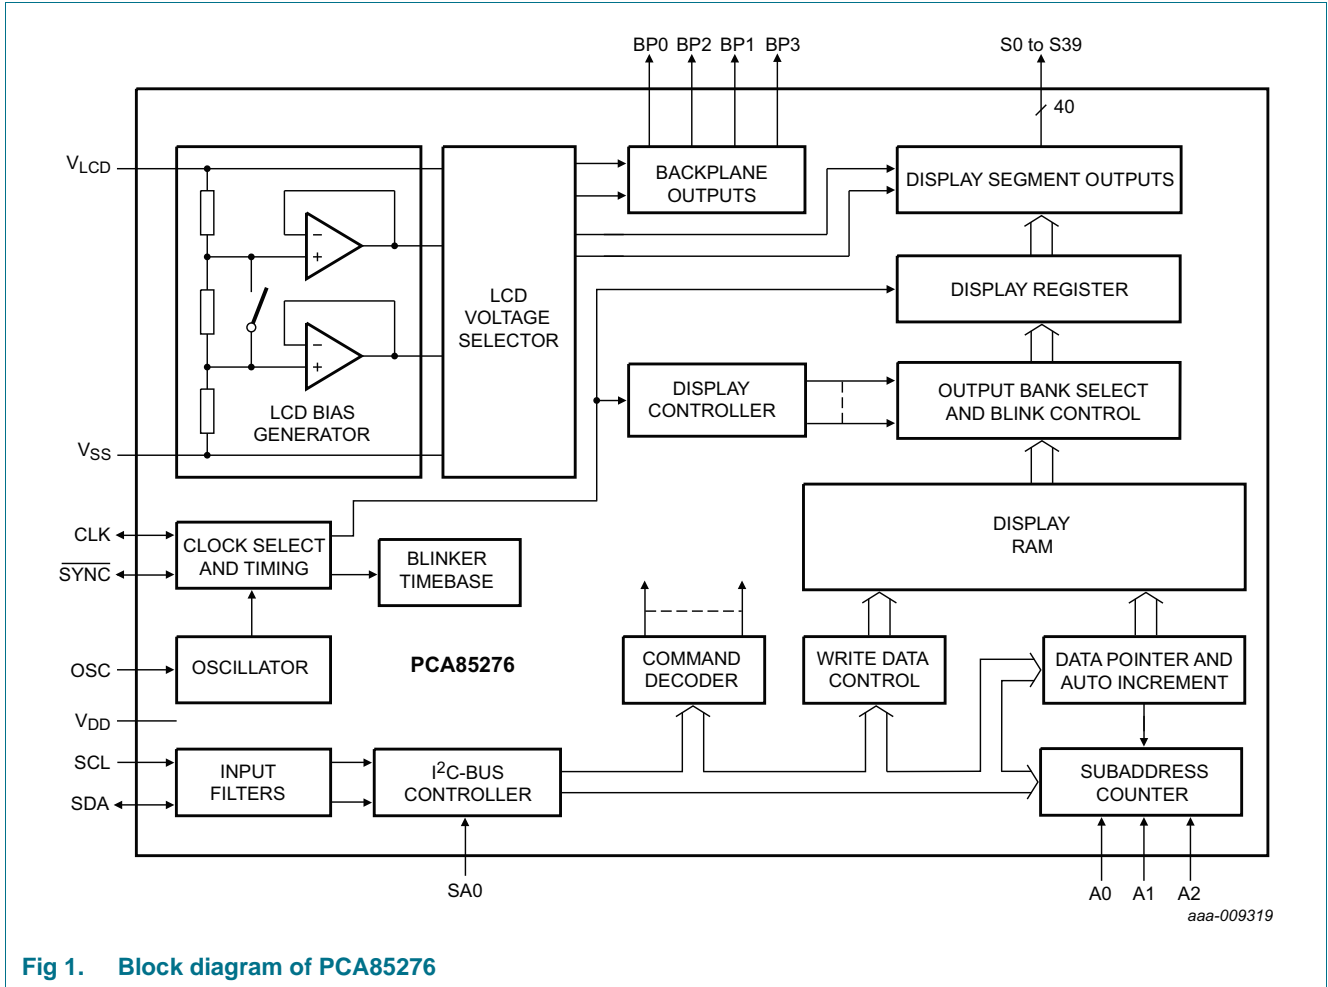 BP0 BP2 BP1 BP3
S0 to S39
40
VLCD
BACKPLANE
OUTPUTS
DISPLAY SEGMENT OUTPUTS
−
+
LCD
VOLTAGE
SELECTOR
DISPLAY REGISTER
−
+
LCD BIAS
GENERATOR
DISPLAY
CONTROLLER
OUTPUT BANK SELECT
AND BLINK CONTROL
VSS
CLK
SYNC
CLOCK SELECT
AND TIMING
BLINKER
TIMEBASE
DISPLAY
RAM
OSC
OSCILLATOR
PCA85276
COMMAND
DECODER
WRITE DATA
CONTROL
DATA POINTER AND
AUTO INCREMENT
VDD
SCL
SDA
INPUT
FILTERS
I2C-BUS
CONTROLLER
SUBADDRESS
COUNTER
SA0
A0 A1 A2
aaa-009319
Fig 1. Block diagram of PCA85276